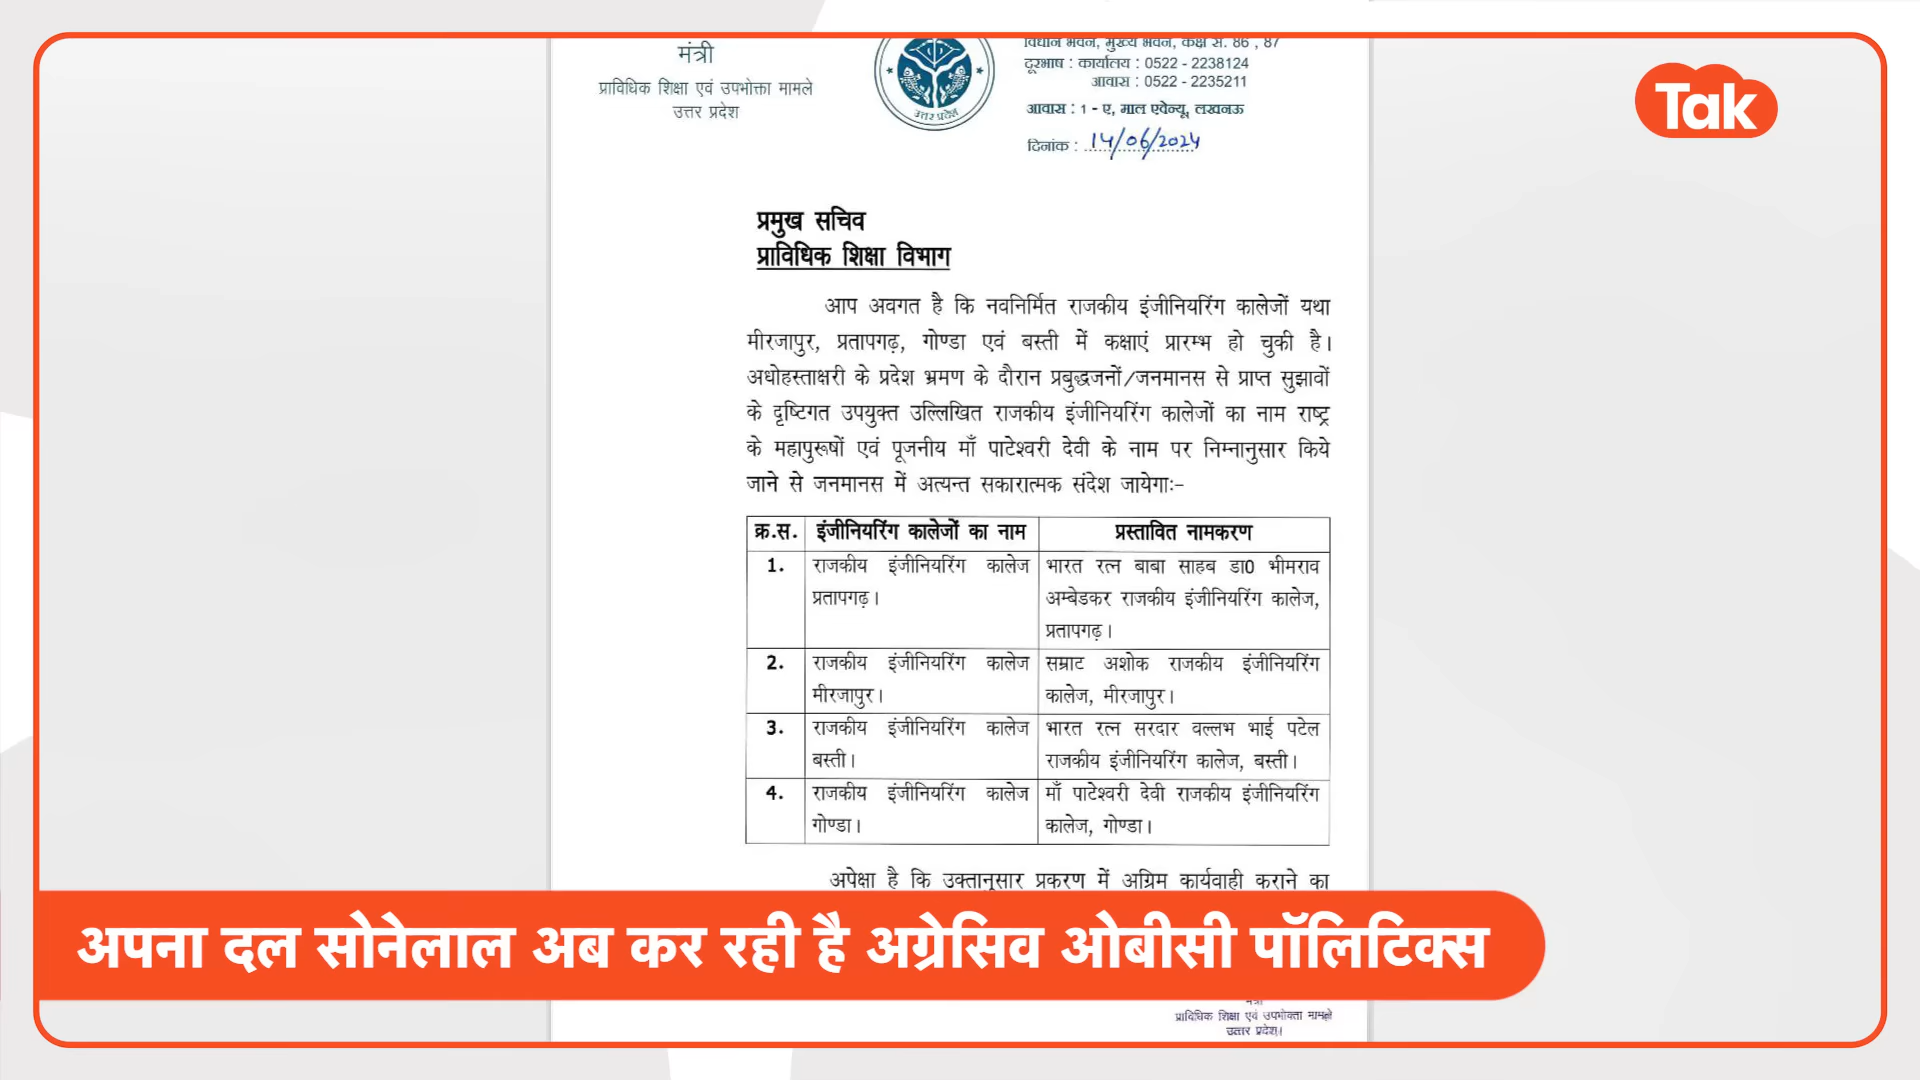 मंत्री
प्राविधिक शिक्षा एवं उपभोक्ता मामले
उत्तर प्रदेश
उत्तर प्रदेश
विधान भवन, मुख्य भवन, कक्ष सं. 86 , 87
दूरभाष : कार्यालय : 0522 - 2238124
आवास : 0522 - 2235211
आवास : 1 - ए, माल एवेन्यू, लखनऊ
दिनांक : 14/06/2024
Tak
प्रमुख सचिव
प्राविधिक शिक्षा विभाग
आप अवगत है कि नवनिर्मित राजकीय इंजीनियरिंग कालेजों यथा
मीरजापुर, प्रतापगढ़, गोण्डा एवं बस्ती में कक्षाएं प्रारम्भ हो चुकी है।
अधोहस्ताक्षरी के प्रदेश भ्रमण के दौरान प्रबुद्धजनों/जनमानस से प्राप्त सुझावों
के दृष्टिगत उपयुक्त उल्लिखित राजकीय इंजीनियरिंग कालेजों का नाम राष्ट्र
के महापुरूषों एवं पूजनीय माँ पाटेश्वरी देवी के नाम पर निम्नानुसार किये
जाने से जनमानस में अत्यन्त सकारात्मक संदेश जायेगाः-
क्र.स. इंजीनियरिंग कालेजों का नाम प्रस्तावित नामकरण
1. राजकीय इंजीनियरिंग कालेज भारत रत्न बाबा साहब डा0 भीमराव
प्रतापगढ़। अम्बेडकर राजकीय इंजीनियरिंग कालेज,
प्रतापगढ़।
2. राजकीय इंजीनियरिंग कालेज सम्राट अशोक राजकीय इंजीनियरिंग
मीरजापुर। कालेज, मीरजापुर।
3. राजकीय इंजीनियरिंग कालेज भारत रत्न सरदार वल्लभ भाई पटेल
बस्ती। राजकीय इंजीनियरिंग कालेज, बस्ती।
4. राजकीय इंजीनियरिंग कालेज माँ पाटेश्वरी देवी राजकीय इंजीनियरिंग
गोण्डा। कालेज, गोण्डा।
अपेक्षा है कि उक्तानुसार प्रकरण में अग्रिम कार्यवाही कराने का
अपना दल सोनेलाल अब कर रही है अग्रेसिव ओबीसी पॉलिटिक्स
मंत्री
प्राविधिक शिक्षा एवं उपभोक्ता मामले
उत्तर प्रदेश।